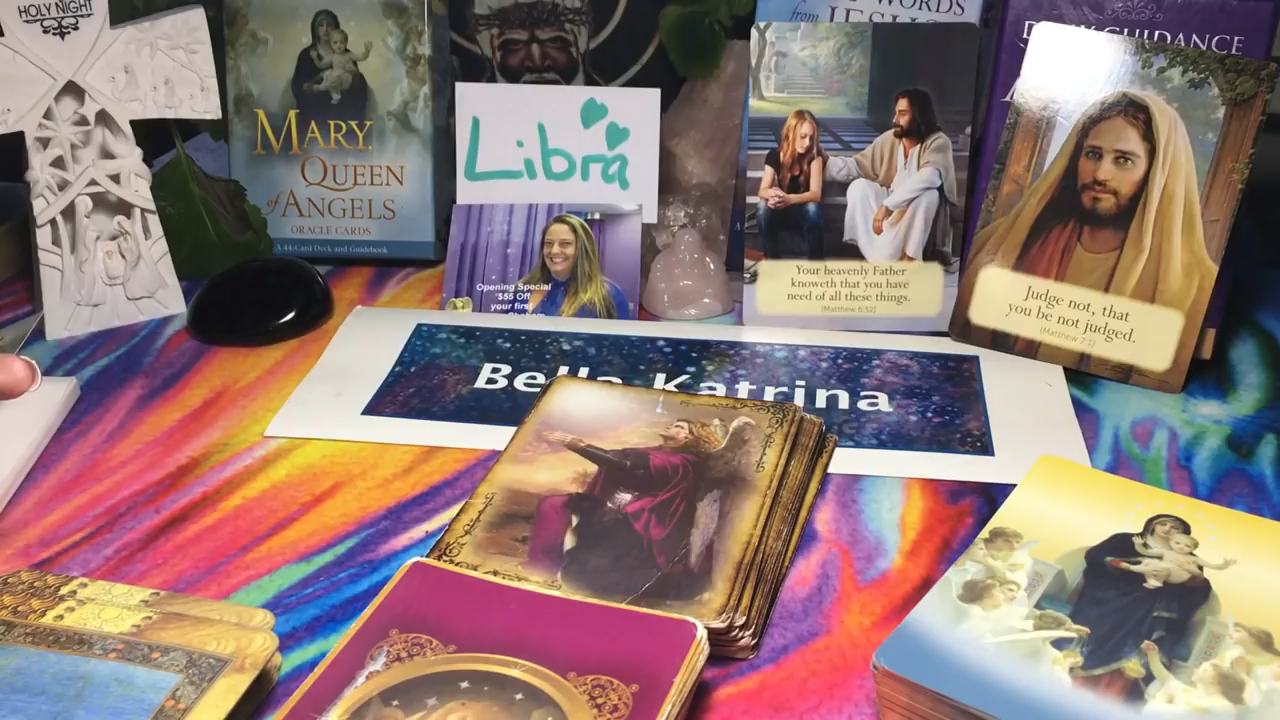 HOLY NIGHT
MARY,
QUEEN
of ANGELS
ORACLE CARDS
A 44-Card Deck and Guidebook
Libra
Opening Special
$55 Off
your first
WORDS
from JESUS
Your heavenly Father
knoweth that you have
need of all these things.
(Matthew 6:32)
GUIDANCE
Judge not, that
you be not judged.
(Matthew 7:1)
Bella Katrina